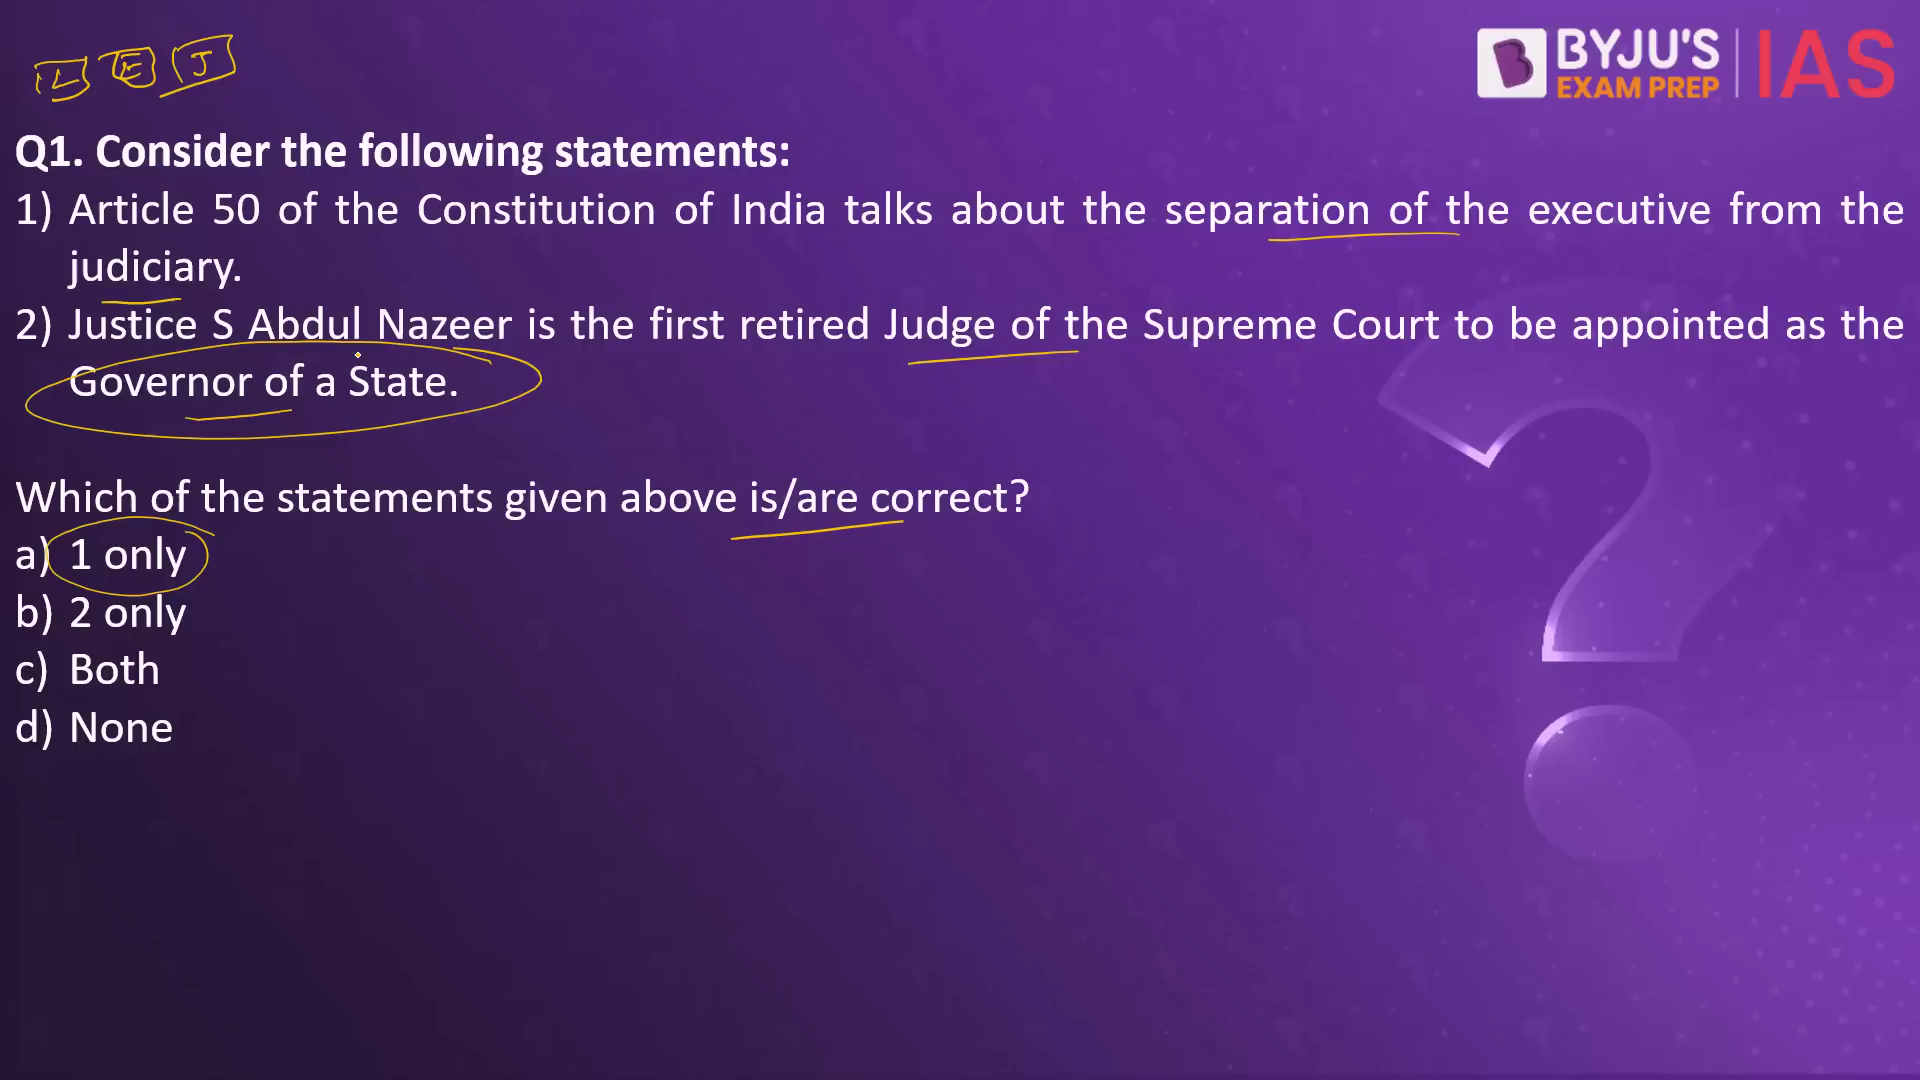 L E J
BYJU'S
EXAM PREP
IAS
Q1. Consider the following statements:
1) Article 50 of the Constitution of India talks about the separation of the executive from the
judiciary.
2) Justice S Abdul Nazeer is the first retired Judge of the Supreme Court to be appointed as the
Governor of a State.
Which of the statements given above is/are correct?
a) 1 only
b) 2 only
c) Both
d) None